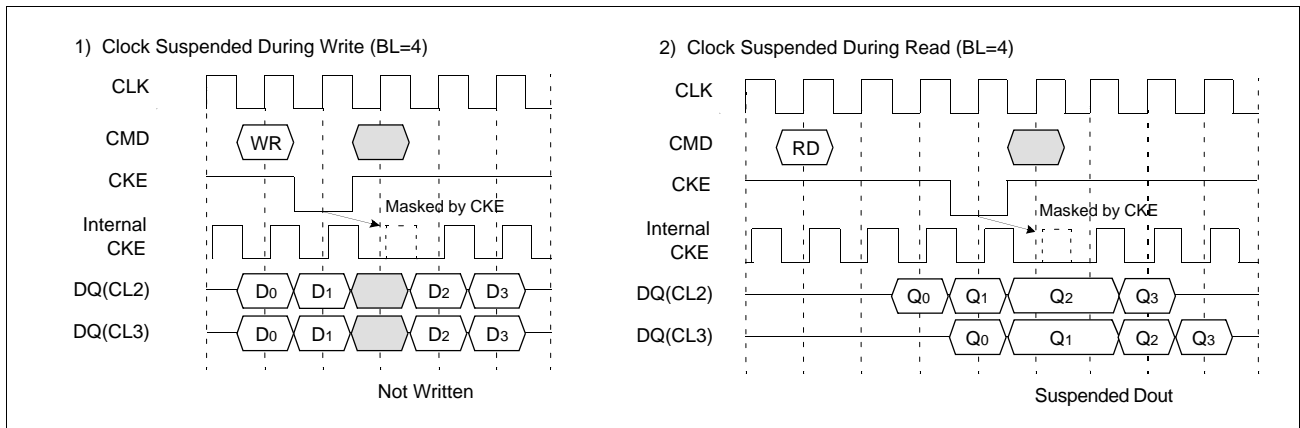 1) Clock Suspended During Write (BL=4)
CLK
CMD
WR
CKE
Masked by CKE
Internal
CKE
DQ(CL2)
D0 D1 D2 D3
DQ(CL3)
D0 D1 D2 D3
Not Written
2) Clock Suspended During Read (BL=4)
CLK
CMD
RD
CKE
Masked by CKE
Internal
CKE
DQ(CL2)
Q0 Q1 Q2 Q3
DQ(CL3)
Q0 Q1 Q2 Q3
Suspended Dout